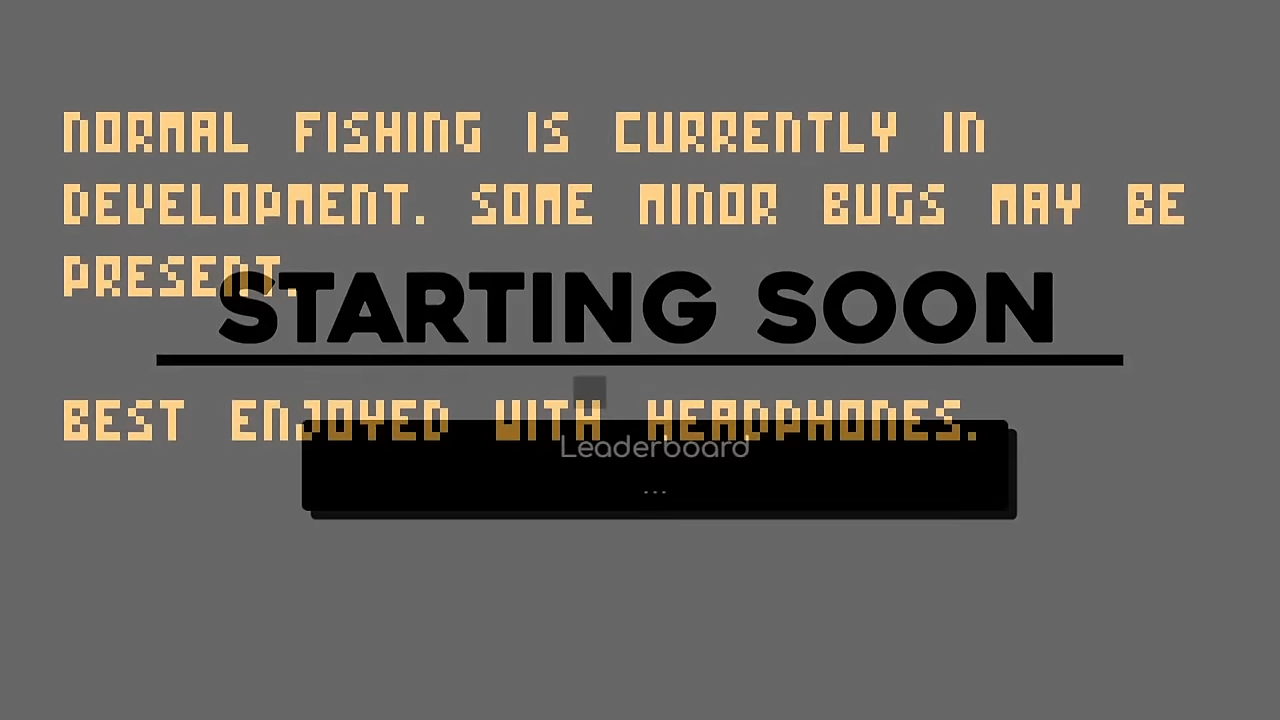 NORMAL FISHING IS CURRENTLY IN
DEVELOPMENT. SOME MINOR BUGS MAY BE
PRESENT.
STARTING SOON
BEST ENJOYED WITH HEADPHONES.
Leaderboard
...